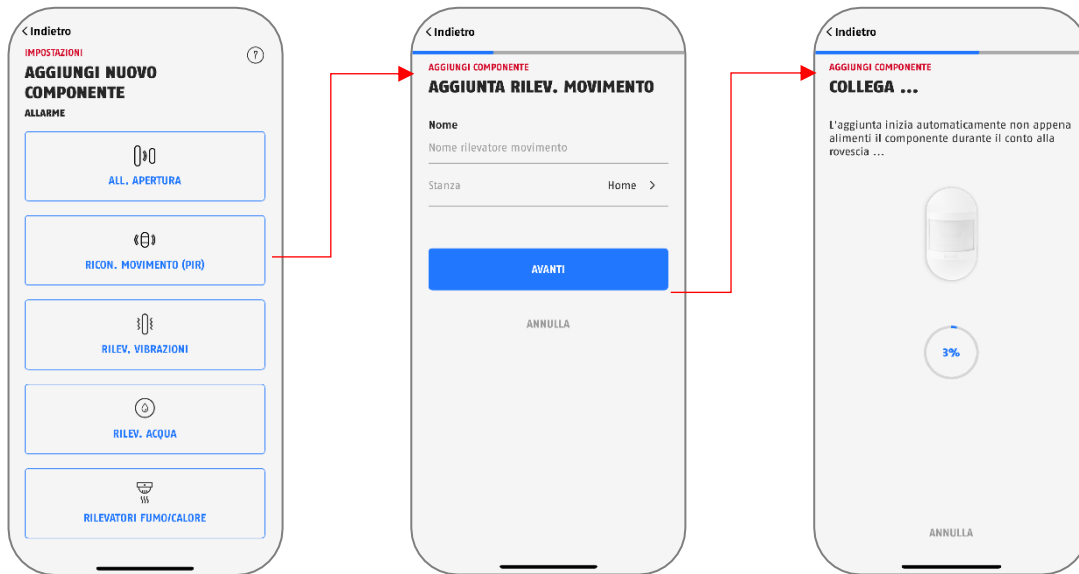 < Indietro
IMPOSTAZIONI
?
AGGIUNGI NUOVO
COMPONENTE
ALLARME
ALL. APERTURA
RICON. MOVIMENTO (PIR)
RILEV. VIBRAZIONI
RILEV. ACQUA
RILEVATORI FUMO/CALORE
< Indietro
AGGIUNGI COMPONENTE
AGGIUNTA RILEV. MOVIMENTO
Nome
Nome rilevatore movimento
Stanza Home >
AVANTI
ANNULLA
< Indietro
AGGIUNGI COMPONENTE
COLLEGA ...
L'aggiunta inizia automaticamente non appena
alimenti il componente durante il conto alla
rovescia ...
3%
ANNULLA